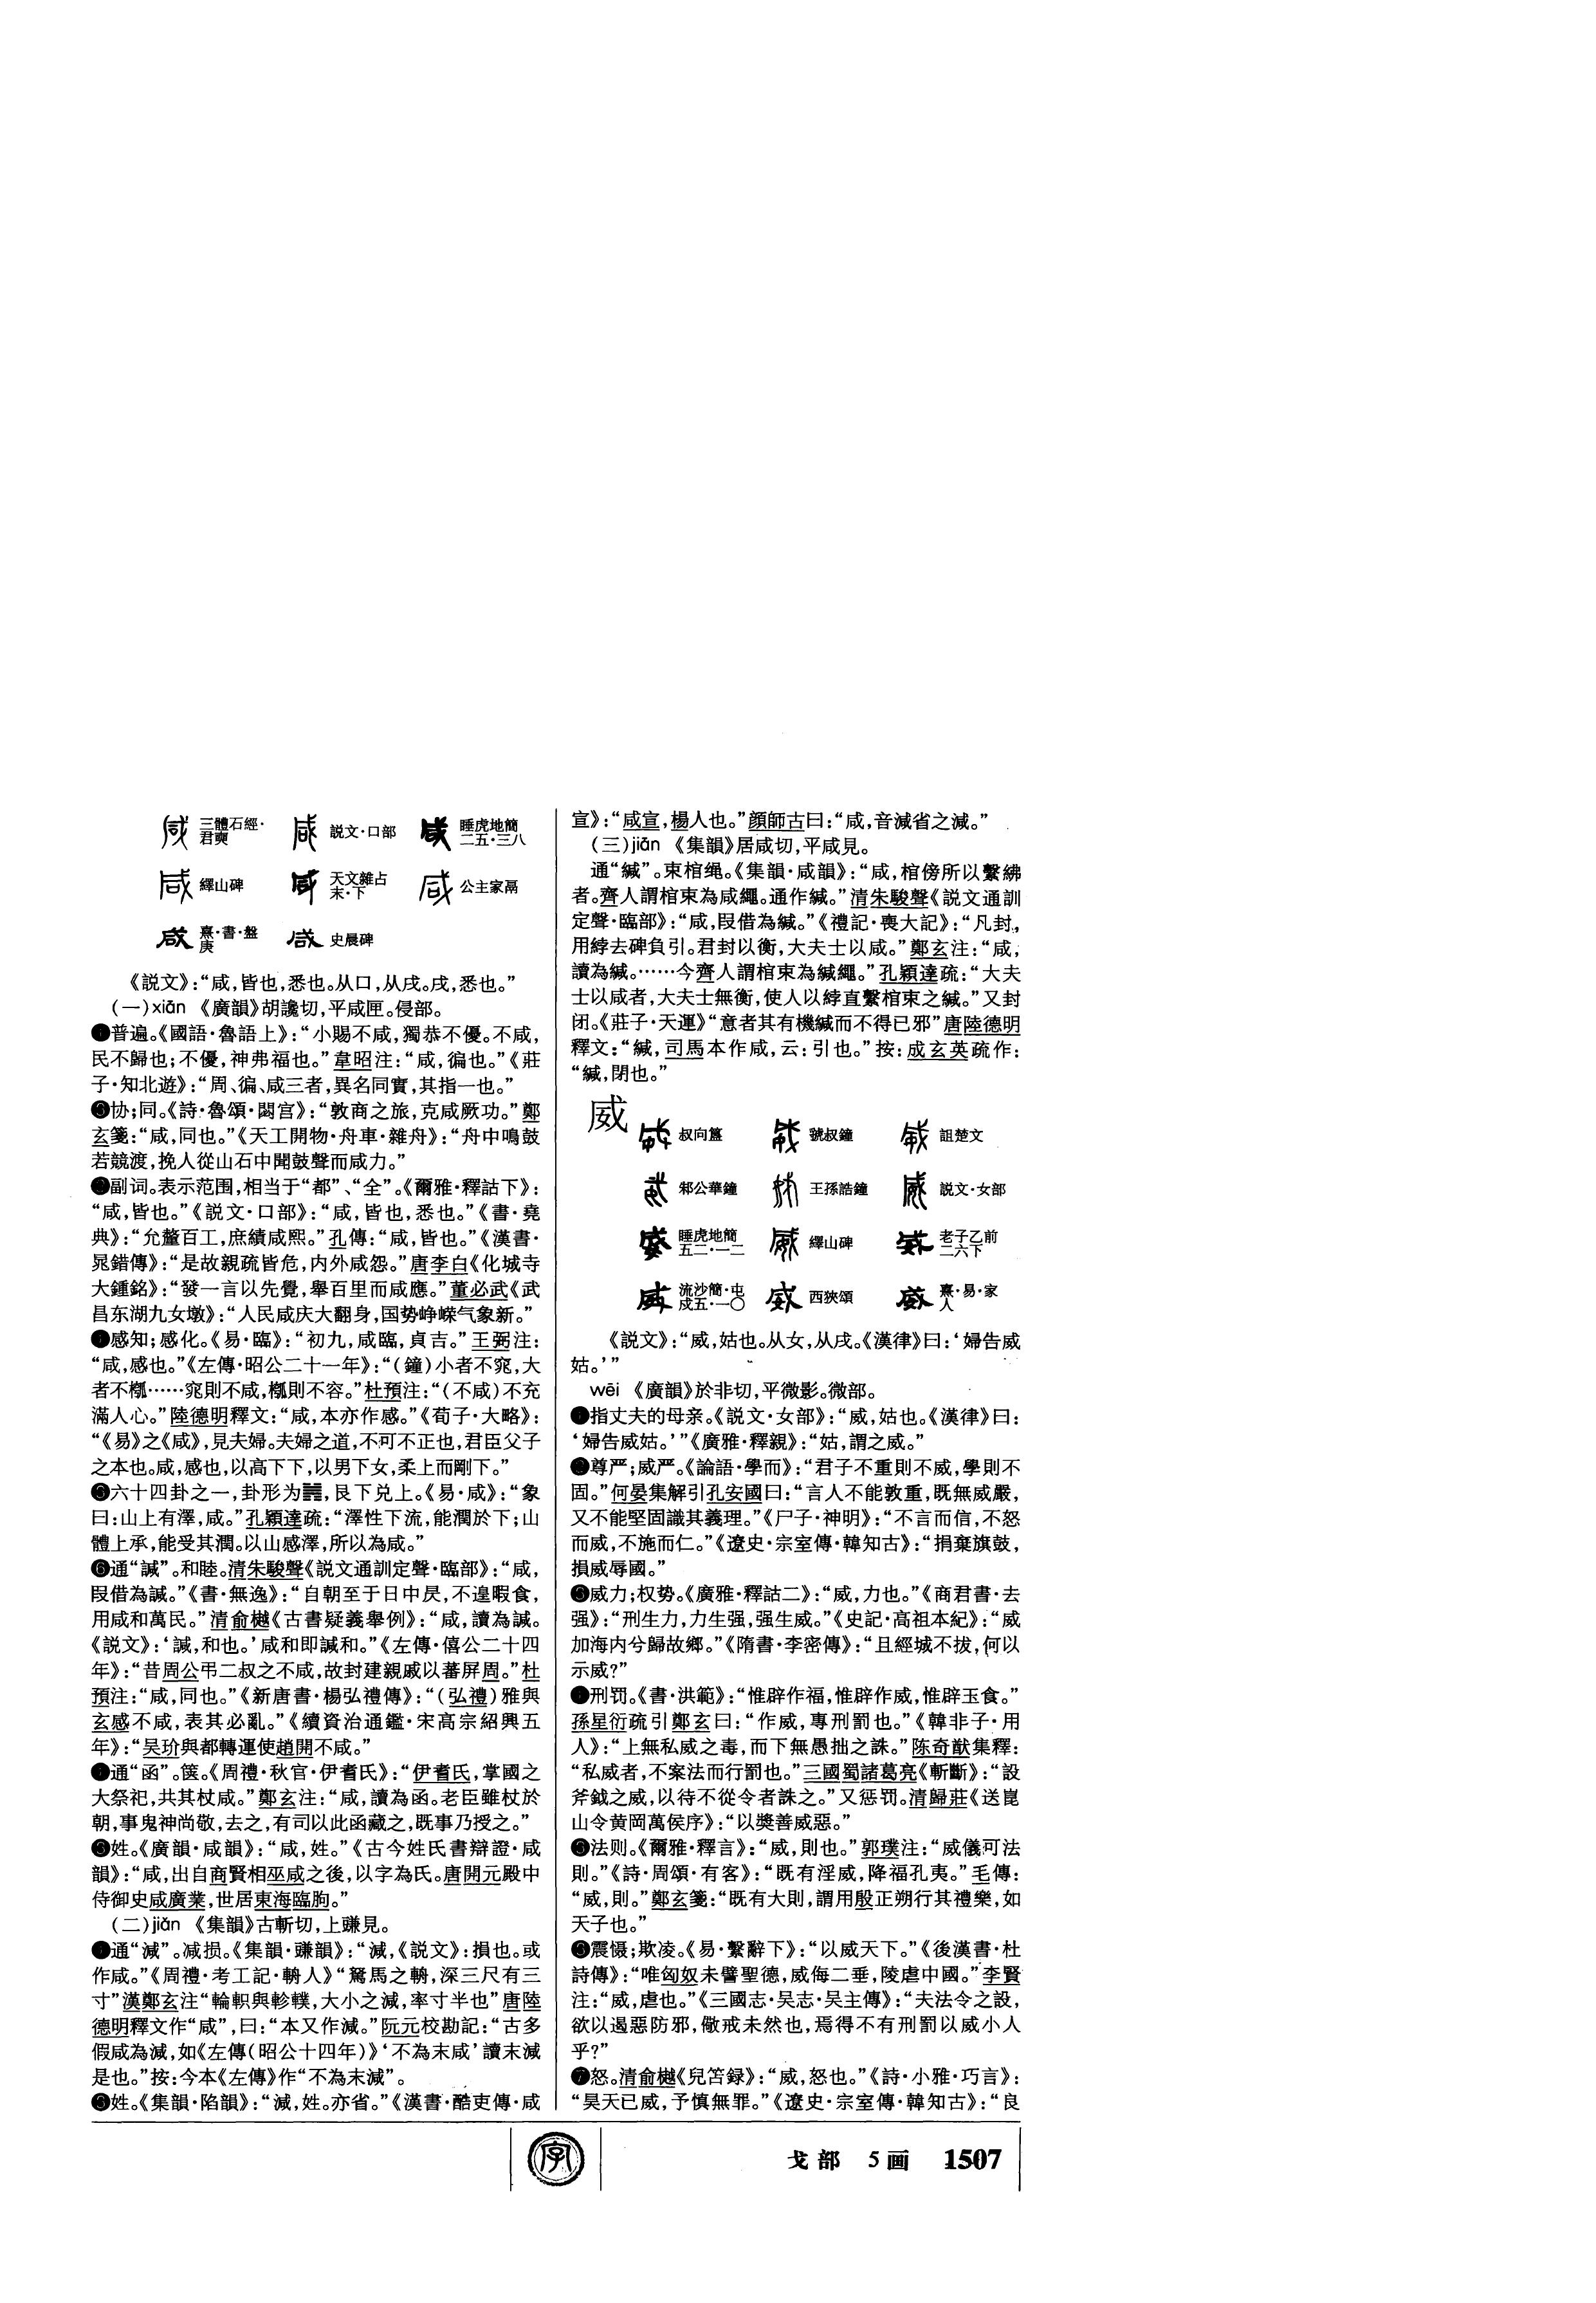 三體石經·
君奭
説文·口部
睡虎地簡
二五·三八
繹山碑
天文雜占
末·下
公主家鬲
熹·書·盤
庚
史晨碑
《説文》：“咸，皆也，悉也。从口，从戌。戌，悉也。”
（一）xián 《廣韻》胡讒切，平咸匣。侵部。
❶普遍。《國語·魯語上》：“小賜不咸，獨恭不優。不咸，
民不歸也；不優，神弗福也。”韋昭注：“咸，徧也。”《莊
子·知北遊》：“周、徧、咸三者，異名同實，其指一也。”
❷协；同。《詩·魯頌·閟宫》：“敦商之旅，克咸厥功。”鄭
玄箋：“咸，同也。”《天工開物·舟車·雜舟》：“舟中鳴鼓
若競渡，挽人從山石中聞鼓聲而咸力。”
❸副词。表示范围，相当于“都”、“全”。《爾雅·釋詁下》：
“咸，皆也。”《説文·口部》：“咸，皆也，悉也。”《書·堯
典》：“允釐百工，庶績咸熙。”孔傳：“咸，皆也。”《漢書·
晁錯傳》：“是故親疏皆危，内外咸怨。”唐李白《化城寺
大鍾銘》：“發一言以先覺，舉百里而咸應。”董必武《武
昌东湖九女墩》：“人民咸庆大翻身，国势峥嵘气象新。”
❹感知；感化。《易·臨》：“初九，咸臨，貞吉。”王弼注：
“咸，感也。”《左傳·昭公二十一年》：“（鐘）小者不窕，大
者不槬……窕則不咸，槬則不容。”杜預注：“（不咸）不充
滿人心。”陸德明釋文：“咸，本亦作感。”《荀子·大略》：
“《易》之《咸》，見夫婦。夫婦之道，不可不正也，君臣父子
之本也。咸，感也，以高下下，以男下女，柔上而剛下。”
❺六十四卦之一，卦形为䷞，艮下兑上。《易·咸》：“象
曰：山上有澤，咸。”孔穎達疏：“澤性下流，能潤於下；山
體上承，能受其潤。以山感澤，所以為咸。”
❻通“諴”。和睦。清朱駿聲《説文通訓定聲·臨部》：“咸，
叚借為諴。”《書·無逸》：“自朝至于日中昃，不遑暇食，
用咸和萬民。”清俞樾《古書疑義舉例》：“咸，讀為諴。
《説文》：‘諴，和也。’咸和即諴和。”《左傳·僖公二十四
年》：“昔周公弔二叔之不咸，故封建親戚以蕃屏周。”杜
預注：“咸，同也。”《新唐書·楊弘禮傳》：“（弘禮）雅與
玄感不咸，表其必亂。”《續資治通鑑·宋高宗紹興五
年》：“吴玠與都轉運使趙開不咸。”
❼通“函”。箧。《周禮·秋官·伊耆氏》：“伊耆氏，掌國之
大祭祀，共其杖咸。”鄭玄注：“咸，讀為函。老臣雖杖於
朝，事鬼神尚敬，去之，有司以此函藏之，既事乃授之。”
❽姓。《廣韻·咸韻》：“咸，姓。”《古今姓氏書辯證·咸
韻》：“咸，出自商賢相巫咸之後，以字為氏。唐開元殿中
侍御史咸廣業，世居東海臨朐。”
（二）jiǎn 《集韻》古斬切，上豏見。
❶通“減”。减损。《集韻·豏韻》：“減，《説文》：損也。或
作咸。”《周禮·考工記·輈人》“駑馬之輈，深三尺有三
寸”漢鄭玄注“輪軹與軫轐，大小之減，率寸半也”唐陸
德明釋文作“咸”，曰：“本又作減。”阮元校勘記：“古多
假咸為減，如《左傳（昭公十四年）》‘不為末咸’讀末減
是也。”按：今本《左傳》作“不為末減”。
❷姓。《集韻·陷韻》：“減，姓。亦省。”《漢書·酷吏傳·咸
宣》：“咸宣，楊人也。”顔師古曰：“咸，音減省之減。”
（三）jiān 《集韻》居咸切，平咸見。
通“緘”。束棺绳。《集韻·咸韻》：“咸，棺傍所以繫紼
者。齊人謂棺束為咸繩。通作緘。”清朱駿聲《説文通訓
定聲·臨部》：“咸，叚借為緘。”《禮記·喪大記》：“凡封，
用綍去碑負引。君封以衡，大夫士以咸。”鄭玄注：“咸，
讀為緘。……今齊人謂棺束為緘繩。”孔穎達疏：“大夫
士以咸者，大夫士無衡，使人以綍直繫棺束之緘。”又封
闭。《莊子·天運》“意者其有機緘而不得已邪”唐陸德明
釋文：“緘，司馬本作咸，云：引也。”按：成玄英疏作：
“緘，閉也。”
威
叔向簋
虢叔鐘
詛楚文
邾公華鐘
王孫誥鐘
説文·女部
睡虎地簡
五二·一二
繹山碑
老子乙前
二六下
流沙簡·屯
戍五·一〇
西狹頌
熹·易·家
人
《説文》：“威，姑也。从女，从戌。《漢律》曰：‘婦告威
姑。’”
wēi 《廣韻》於非切，平微影。微部。
❶指丈夫的母亲。《説文·女部》：“威，姑也。《漢律》曰：
‘婦告威姑。’”《廣雅·釋親》：“姑，謂之威。”
❷尊严；威严。《論語·學而》：“君子不重則不威，學則不
固。”何晏集解引孔安國曰：“言人不能敦重，既無威嚴，
又不能堅固識其義理。”《尸子·神明》：“不言而信，不怒
而威，不施而仁。”《遼史·宗室傳·韓知古》：“捐棄旗鼓，
損威辱國。”
❸威力；权势。《廣雅·釋詁二》：“威，力也。”《商君書·去
强》：“刑生力，力生强，强生威。”《史記·高祖本紀》：“威
加海内兮歸故鄉。”《隋書·李密傳》：“且經城不拔，何以
示威？”
❹刑罚。《書·洪範》：“惟辟作福，惟辟作威，惟辟玉食。”
孫星衍疏引鄭玄曰：“作威，專刑罰也。”《韓非子·用
人》：“上無私威之毒，而下無愚拙之誅。”陈奇猷集釋：
“私威者，不案法而行罰也。”三國蜀諸葛亮《斬斷》：“設
斧鉞之威，以待不從令者誅之。”又惩罚。清歸莊《送崑
山令黄岡萬侯序》：“以獎善威惡。”
❺法则。《爾雅·釋言》：“威，則也。”郭璞注：“威儀可法
則。”《詩·周頌·有客》：“既有淫威，降福孔夷。”毛傳：
“威，則。”鄭玄箋：“既有大則，謂用殷正朔行其禮樂，如
天子也。”
❻震慑；欺凌。《易·繫辭下》：“以威天下。”《後漢書·杜
詩傳》：“唯匈奴未譬聖德，威侮二垂，陵虐中國。”李賢
注：“威，虐也。”《三國志·吴志·吴主傳》：“夫法令之設，
欲以遏惡防邪，儆戒未然也，焉得不有刑罰以威小人
乎？”
❼怒。清俞樾《兒笘録》：“威，怒也。”《詩·小雅·巧言》：
“昊天已威，予慎無罪。”《遼史·宗室傳·韓知古》：“良
字
戈部 5画 1507